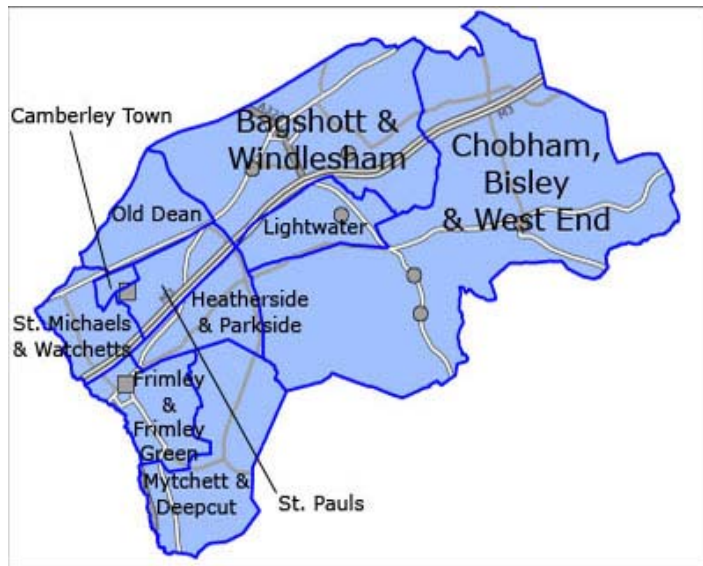 Camberley Town
Bagshott &
Windlesham
Chobham,
Bisley
& West End
Old Dean
Lightwater
Heatherside
& Parkside
St. Michaels
& Watchetts
Frimley
&
Frimley
Green
Mytchett &
Deepcut
St. Pauls